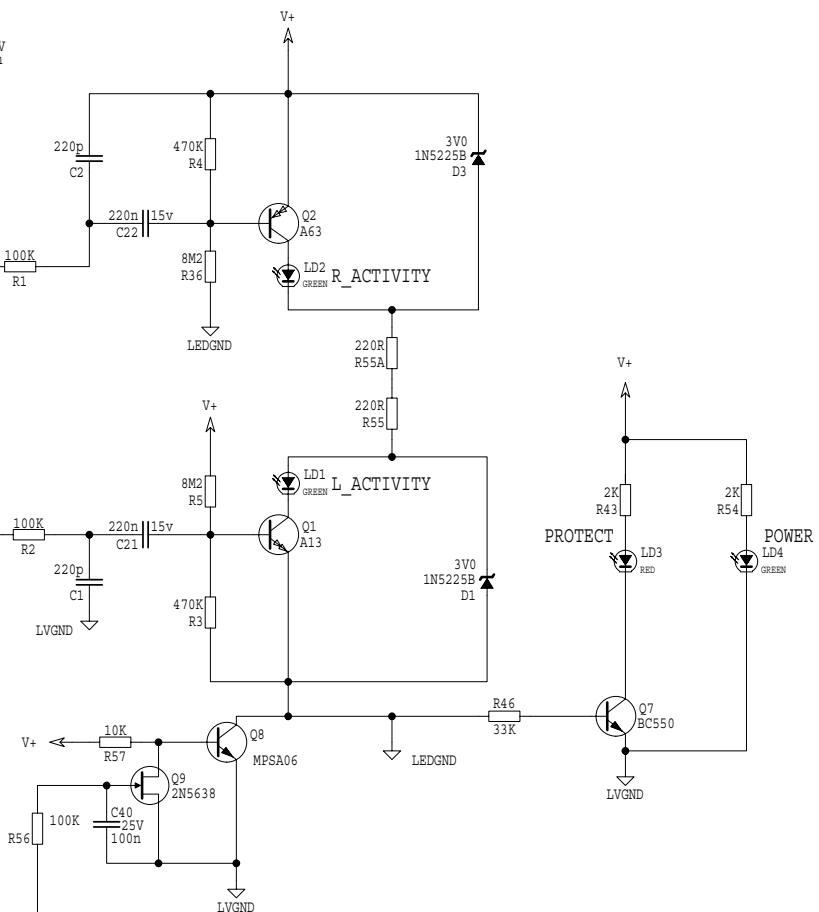 V+
V
220p
C2
470K
R4
3V0
1N5225B
D3
220n 15v
C22
Q2
A63
100K
R1
8M2
R36
LD2
GREEN
R_ACTIVITY
LEDGND
220R
R55A
220R
R55
V+
V+
8M2
R5
LD1
GREEN
L_ACTIVITY
100K
R2
220n 15v
C21
Q1
A13
220p
C1
LVGND
470K
R3
3V0
1N5225B
D1
2K
R43
2K
R54
PROTECT
LD3
RED
POWER
LD4
GREEN
R46
33K
Q7
BC550
LVGND
V+
10K
R57
Q8
MPSA06
LEDGND
Q9
2N5638
R56
100K
C40
25V
100n
LVGND